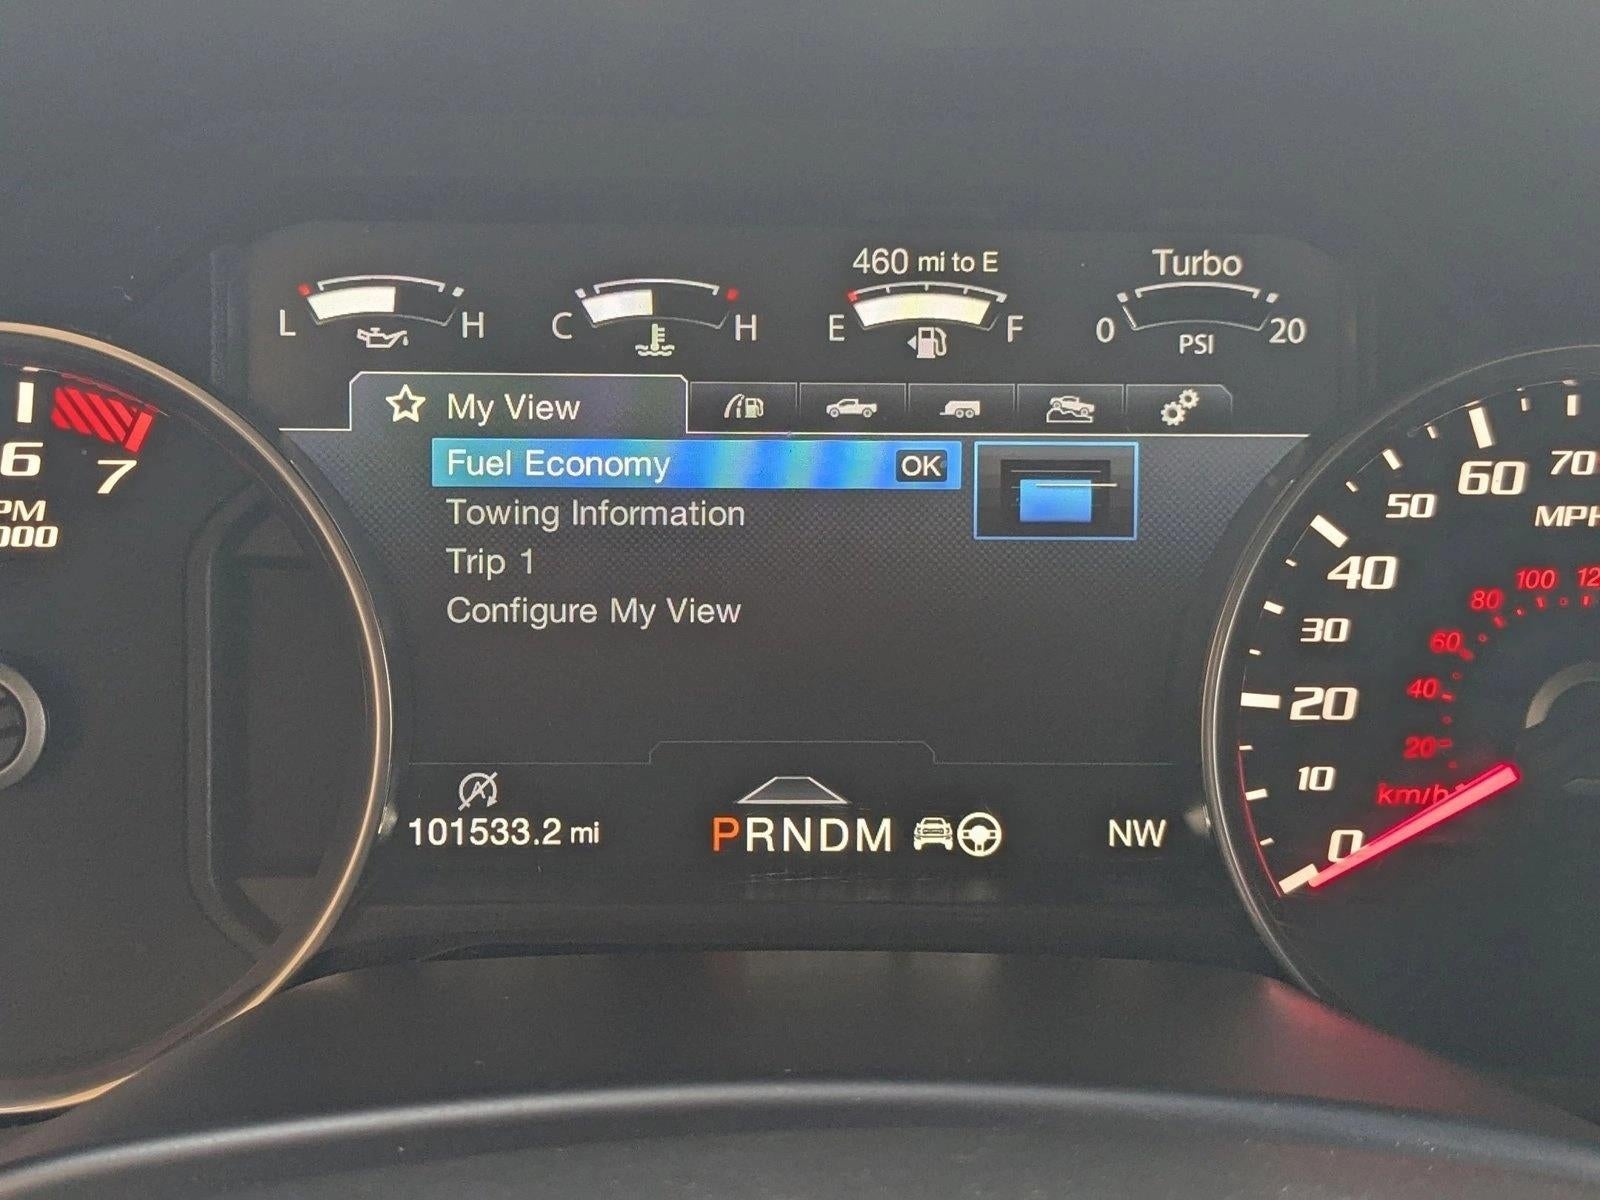 460 mi to E
Turbo
L H
C H
E F
0 20
PSI
My View
Fuel Economy OK
Towing Information
Trip 1
Configure My View
101533.2 mi
PRNDM
NW
6 7
0 10 20 30 40 50 60 70
MPH
20 40 60 80 100
km/h